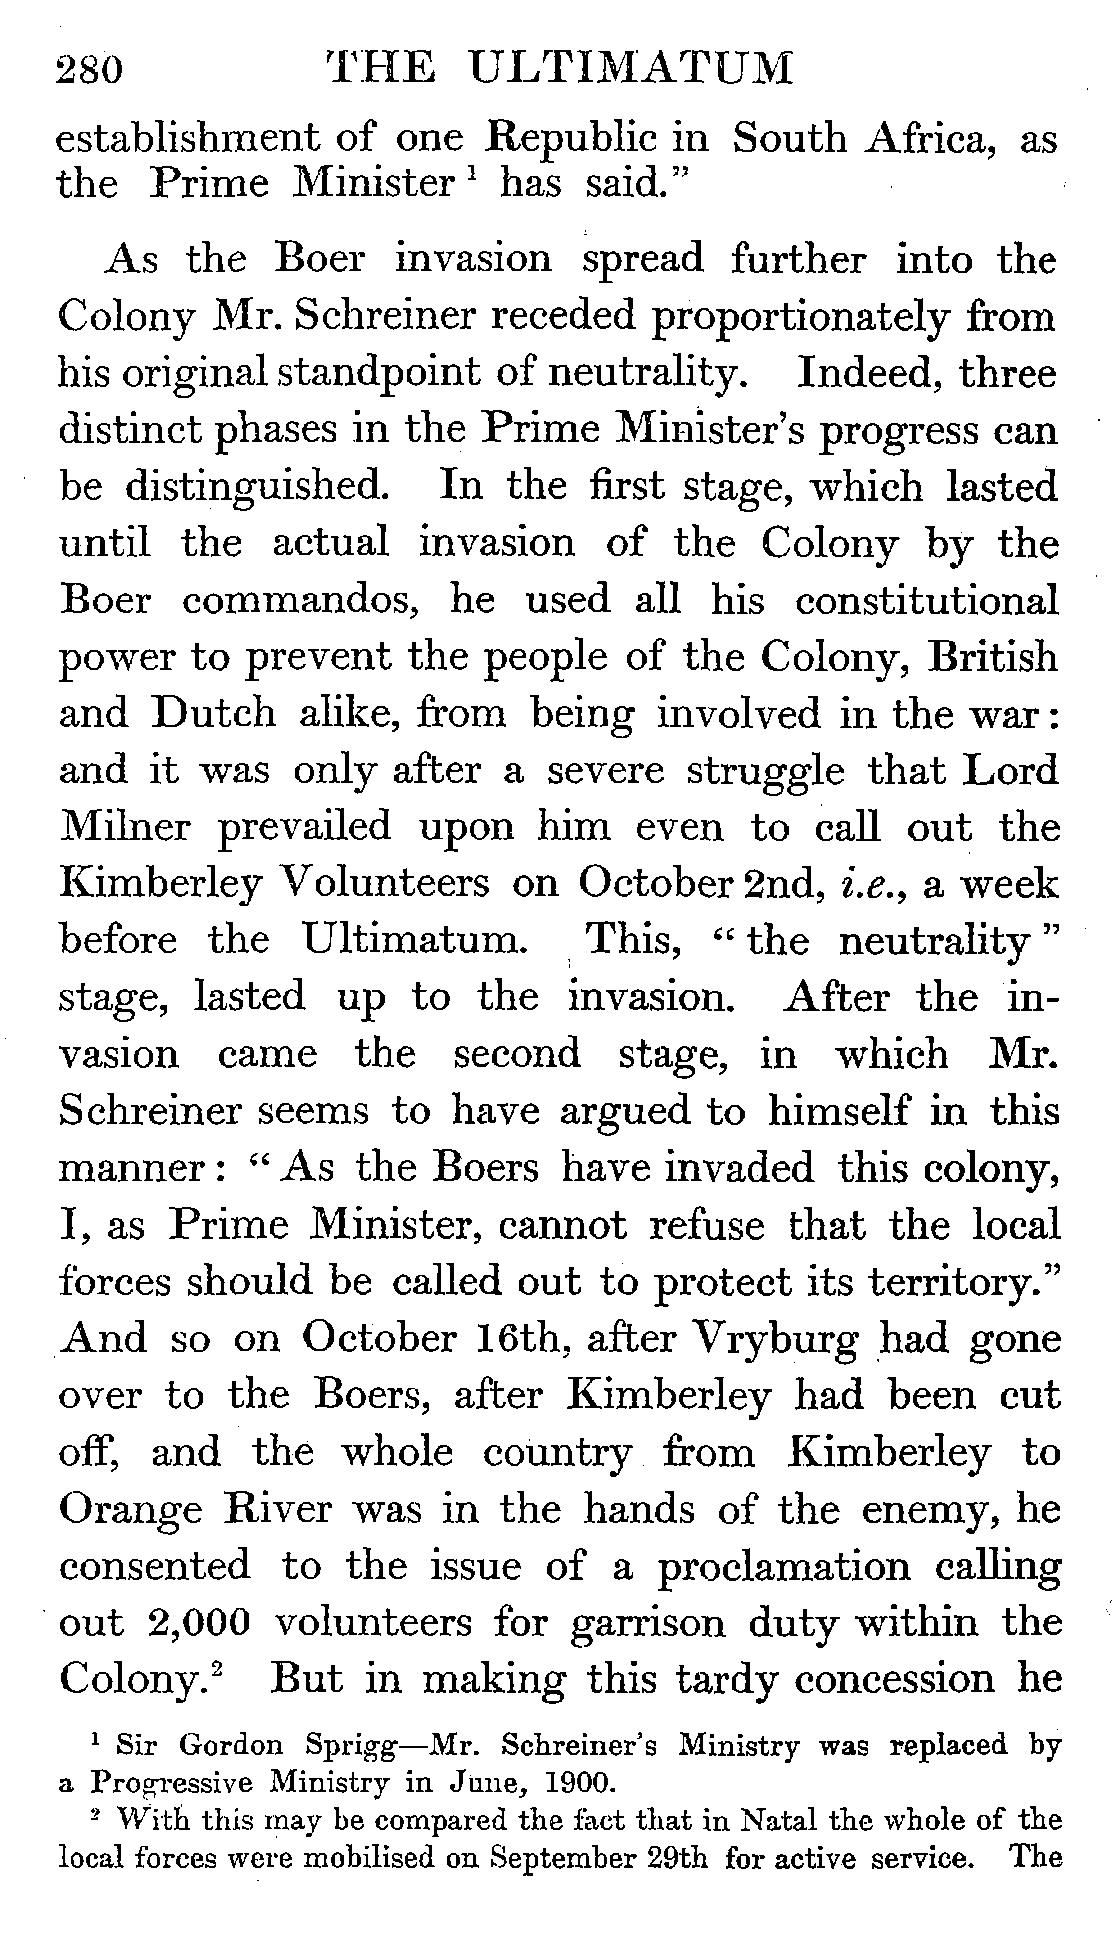 280 THE ULTIMATUM
establishment of one Republic in South Africa, as
the Prime Minister ¹ has said.”
As the Boer invasion spread further into the
Colony Mr. Schreiner receded proportionately from
his original standpoint of neutrality. Indeed, three
distinct phases in the Prime Minister’s progress can
be distinguished. In the first stage, which lasted
until the actual invasion of the Colony by the
Boer commandos, he used all his constitutional
power to prevent the people of the Colony, British
and Dutch alike, from being involved in the war:
and it was only after a severe struggle that Lord
Milner prevailed upon him even to call out the
Kimberley Volunteers on October 2nd, i.e., a week
before the Ultimatum. This, “the neutrality”
stage, lasted up to the invasion. After the in-
vasion came the second stage, in which Mr.
Schreiner seems to have argued to himself in this
manner: “As the Boers have invaded this colony,
I, as Prime Minister, cannot refuse that the local
forces should be called out to protect its territory.”
And so on October 16th, after Vryburg had gone
over to the Boers, after Kimberley had been cut
off, and the whole country from Kimberley to
Orange River was in the hands of the enemy, he
consented to the issue of a proclamation calling
out 2,000 volunteers for garrison duty within the
Colony.² But in making this tardy concession he
¹ Sir Gordon Sprigg—Mr. Schreiner’s Ministry was replaced by
a Progressive Ministry in June, 1900.
² With this may be compared the fact that in Natal the whole of the
local forces were mobilised on September 29th for active service. The